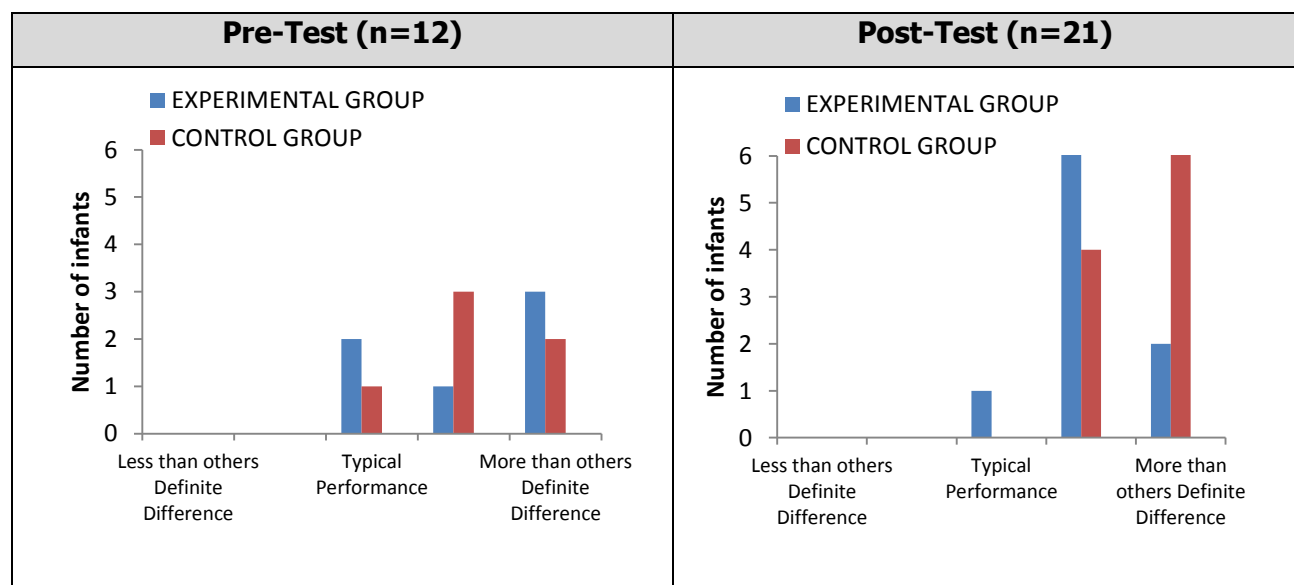 Pre-Test (n=12)
EXPERIMENTAL GROUP
CONTROL GROUP
Number of infants
6
5
4
3
2
1
0
Less than others
Definite
Difference
Typical
Performance
More than others
Definite
Difference
Post-Test (n=21)
EXPERIMENTAL GROUP
CONTROL GROUP
Number of infants
6
5
4
3
2
1
0
Less than others
Definite
Difference
Typical
Performance
More than
others Definite
Difference